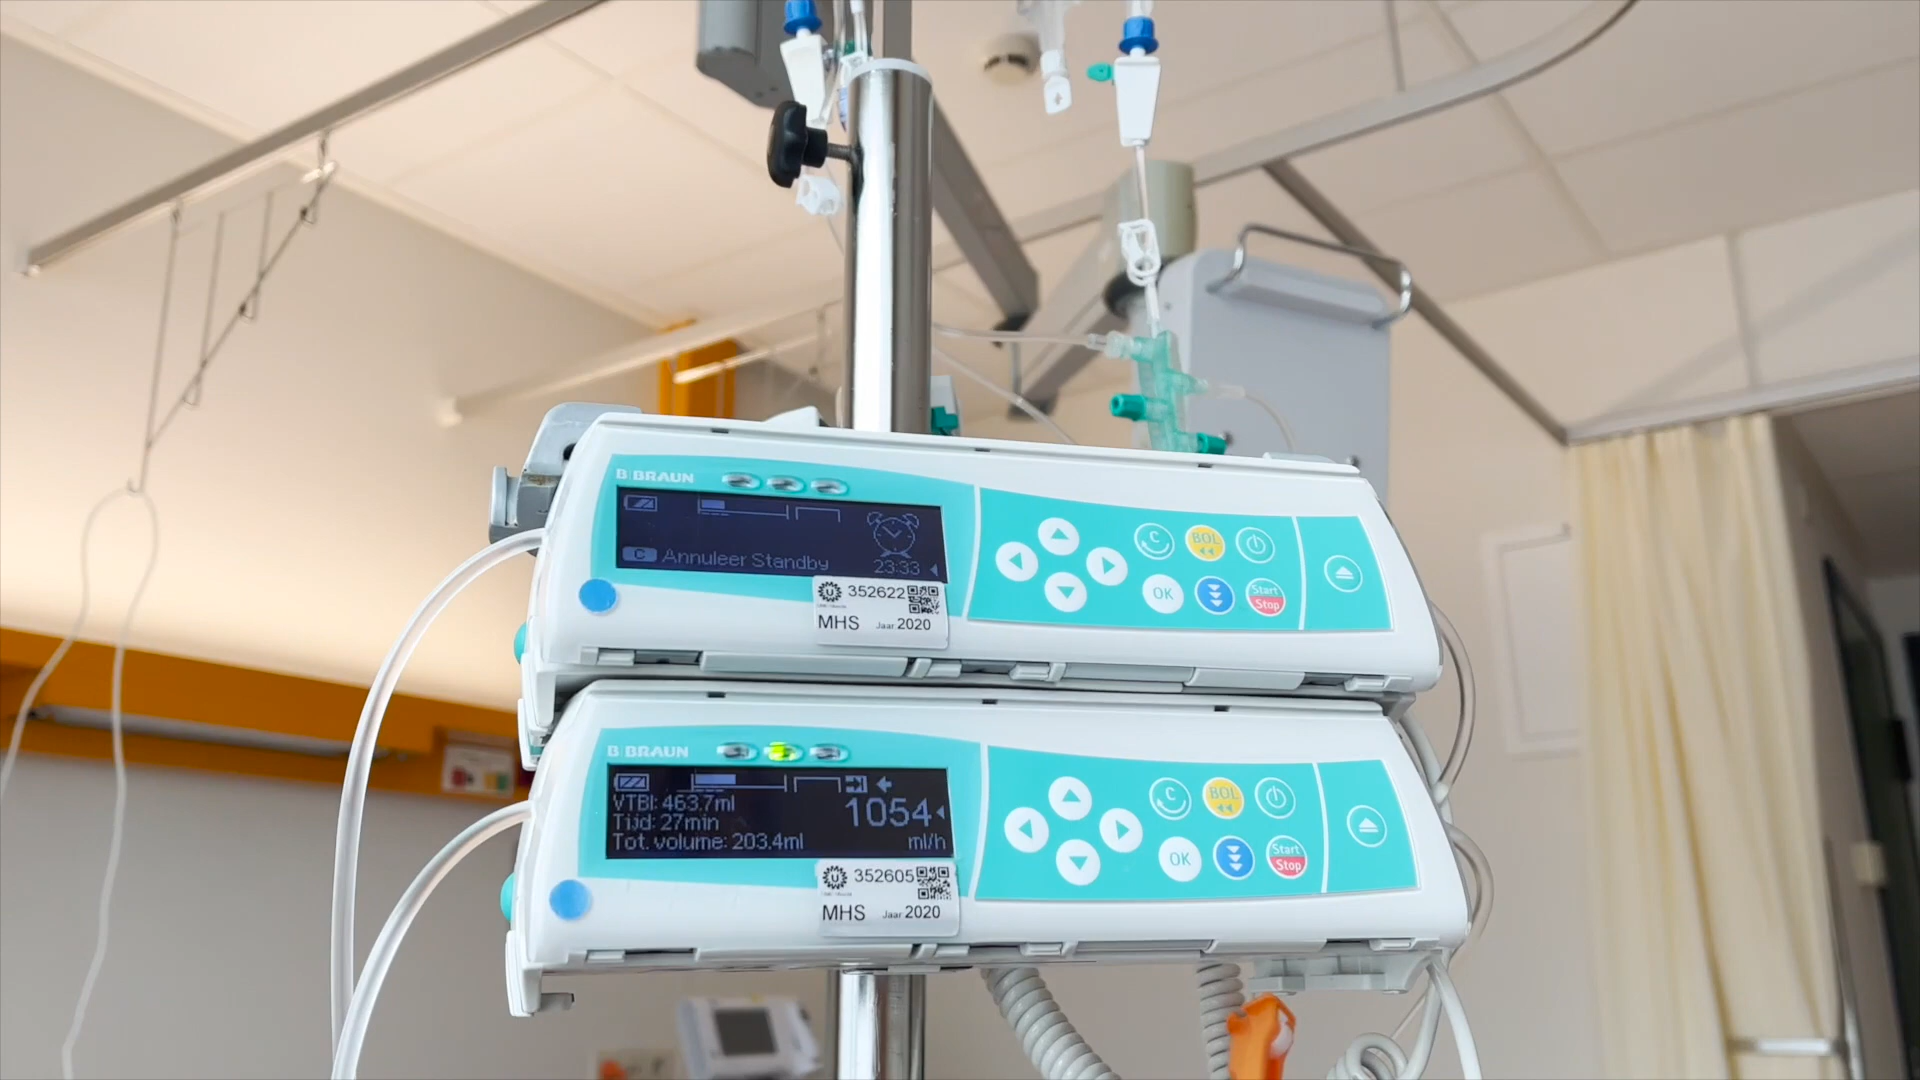 B BRAUN
C Annuleer Standby
23:33
C
BOL
OK
Start
Stop
352622
MHS Jaar 2020
B BRAUN
VTBI: 463.7ml
1054
Tijd: 27min
Tot. volume: 203.4ml
ml/h
C
BOL
OK
Start
Stop
352605
MHS Jaar 2020